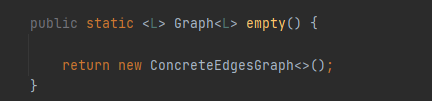 public static <L> Graph<L> empty() {
return new ConcreteEdgesGraph<>();
}